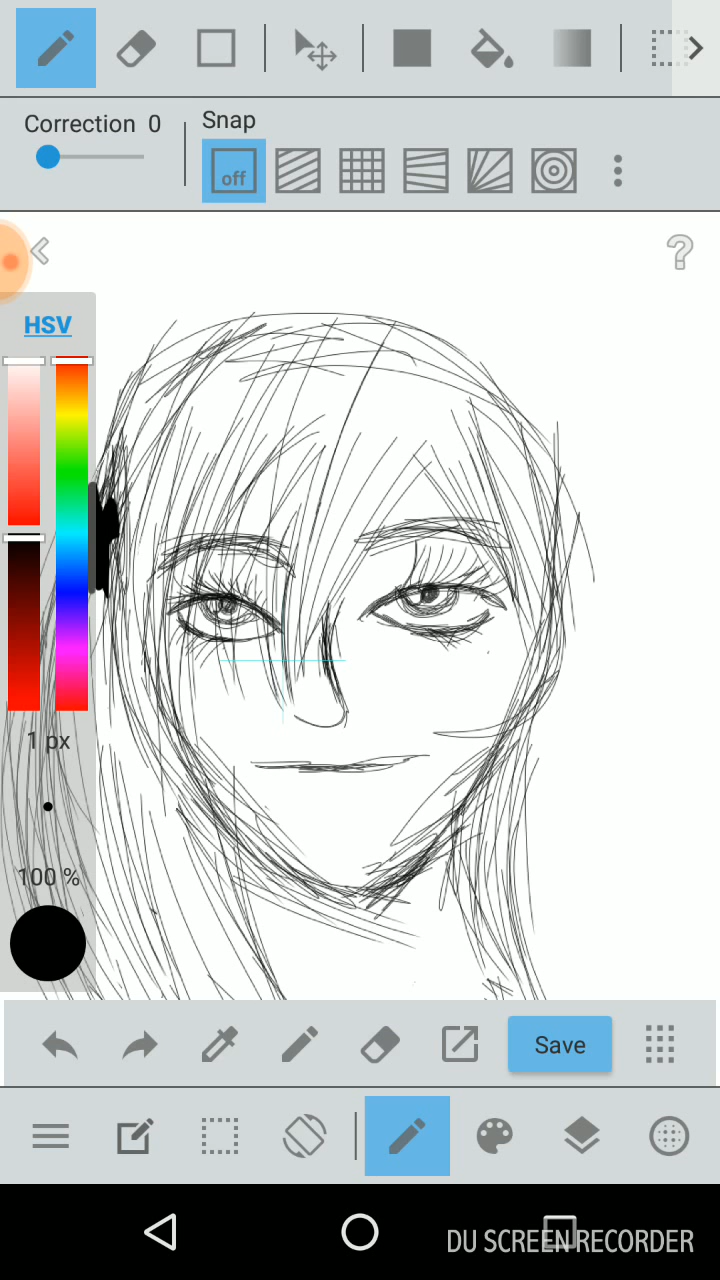 Correction 0
Snap
off
HSV
1 px
100 %
Save
DU SCREEN RECORDER